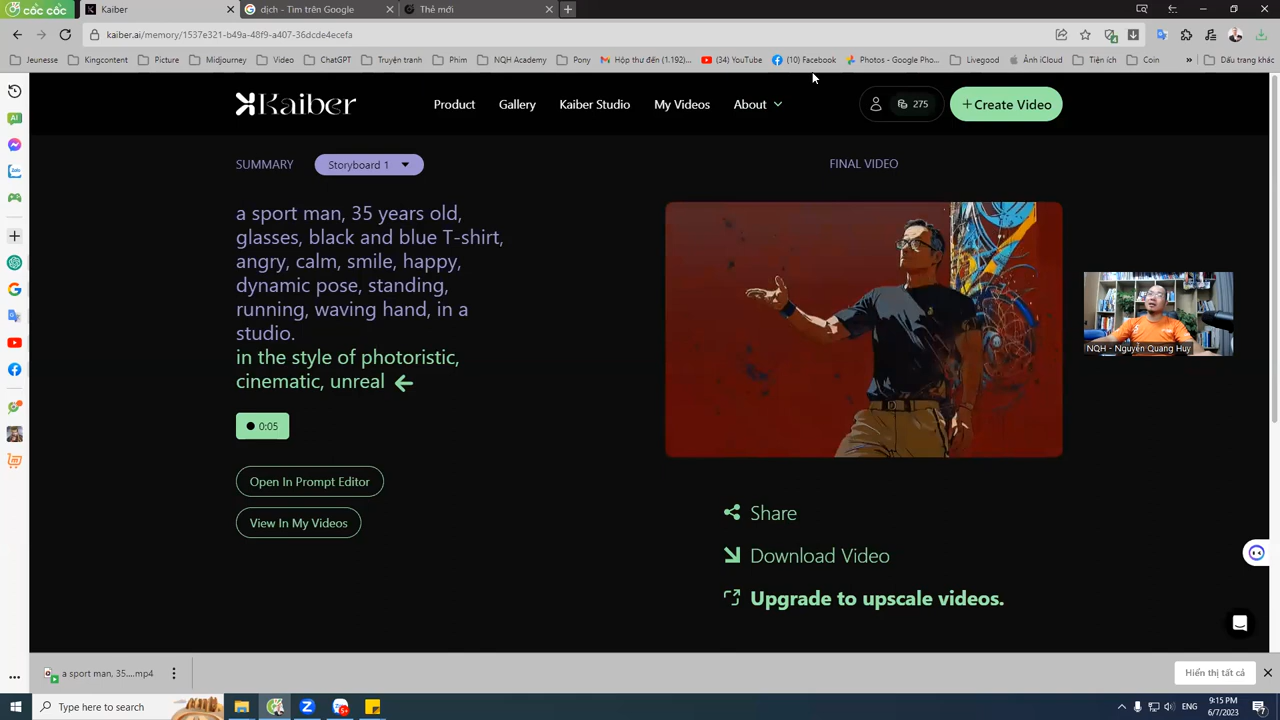 cốc cốc
Kaiber
dịch - Tìm trên Google
Thẻ mới
kaiber.ai/memory/1537e321-b49a-48f9-a407-36dcde4ecefa
Jeunesse
Kingcontent
Picture
Midjourney
ChatGPT
Truyện tranh
Phim
NQH Academy
Pony
Hộp thư đến (1.192)...
(34) YouTube
(10) Facebook
Photos - Google Pho...
Livegood
Ảnh iCloud
Tiện ích
Coin
»
Dấu trang khác
Kaiber
Product
Gallery
Kaiber Studio
My Videos
About
275
+Create Video
SUMMARY
Storyboard 1
FINAL VIDEO
a sport man, 35 years old,
glasses, black and blue T-shirt,
angry, calm, smile, happy,
dynamic pose, standing,
running, waving hand, in a
studio.
in the style of photoristic,
cinematic, unreal
0:05
Open In Prompt Editor
View In My Videos
NQH - Nguyễn Quang Huy
Share
Download Video
Upgrade to upscale videos.
a sport man, 35....mp4
Hiển thị tất cả
Type here to search
ENG
9:15 PM
6/7/2023